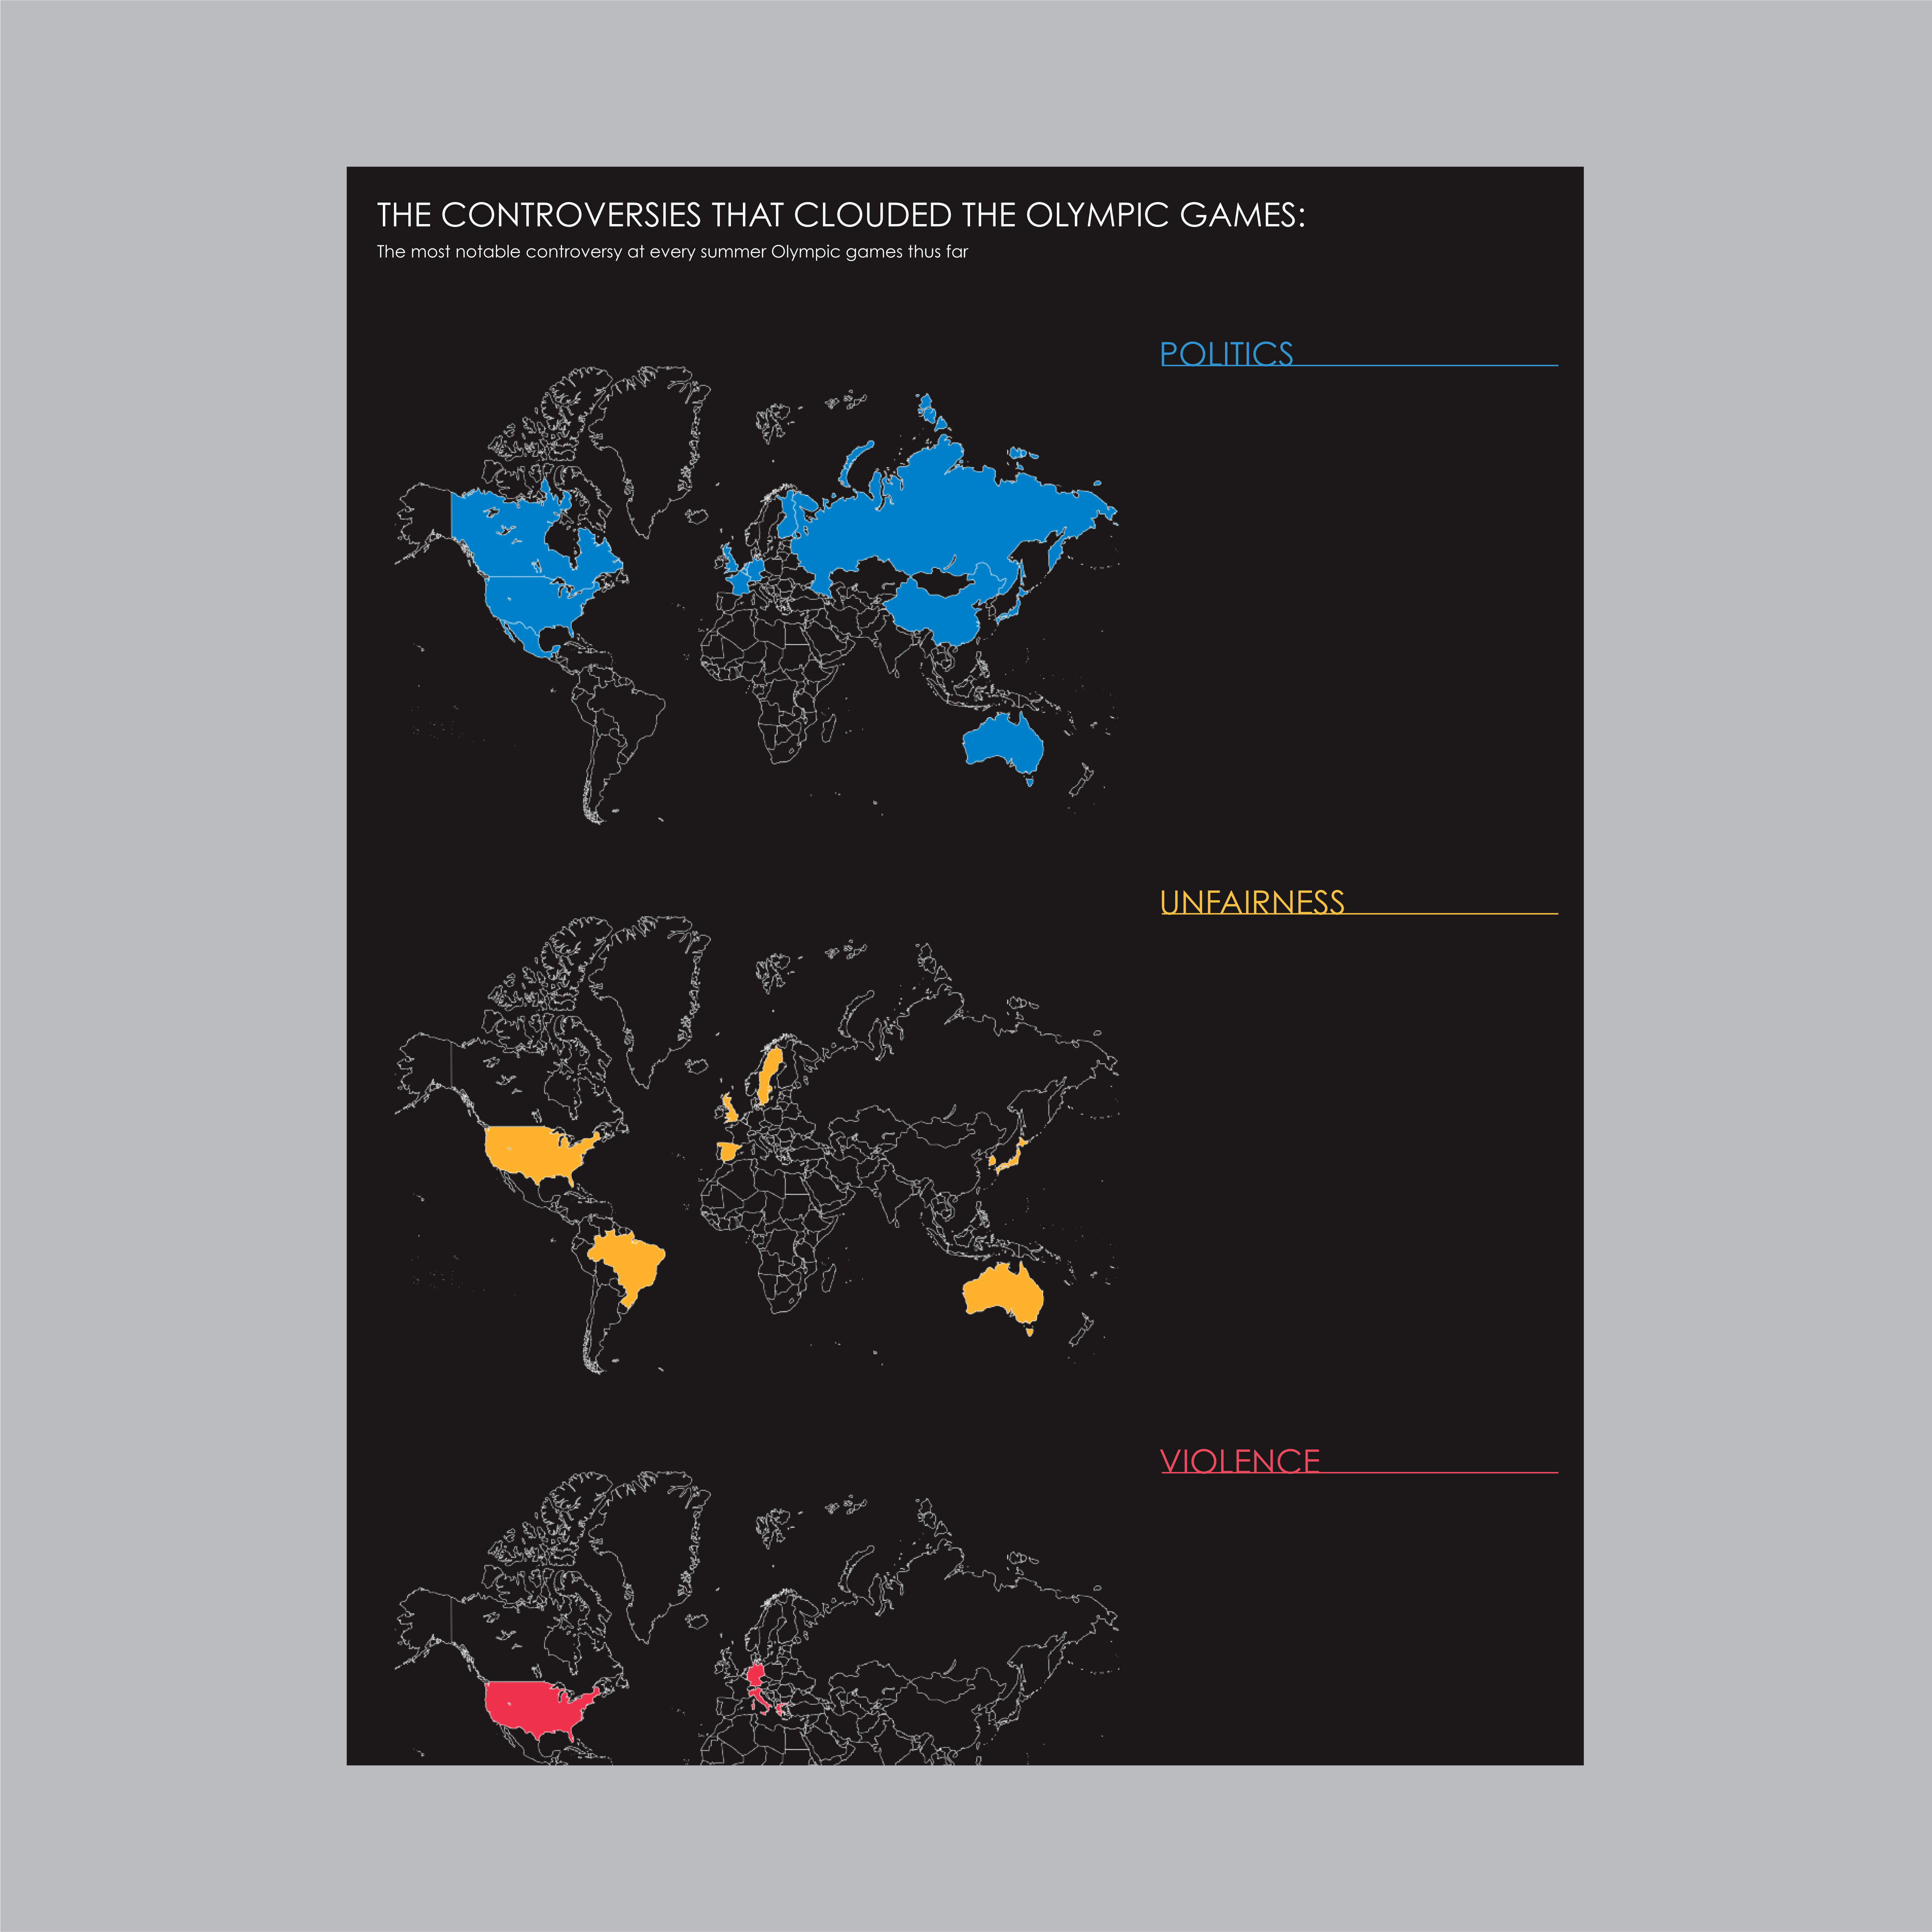 THE CONTROVERSIES THAT CLOUDED THE OLYMPIC GAMES:
The most notable controversy at every summer Olympic games thus far
POLITICS
UNFAIRNESS
VIOLENCE